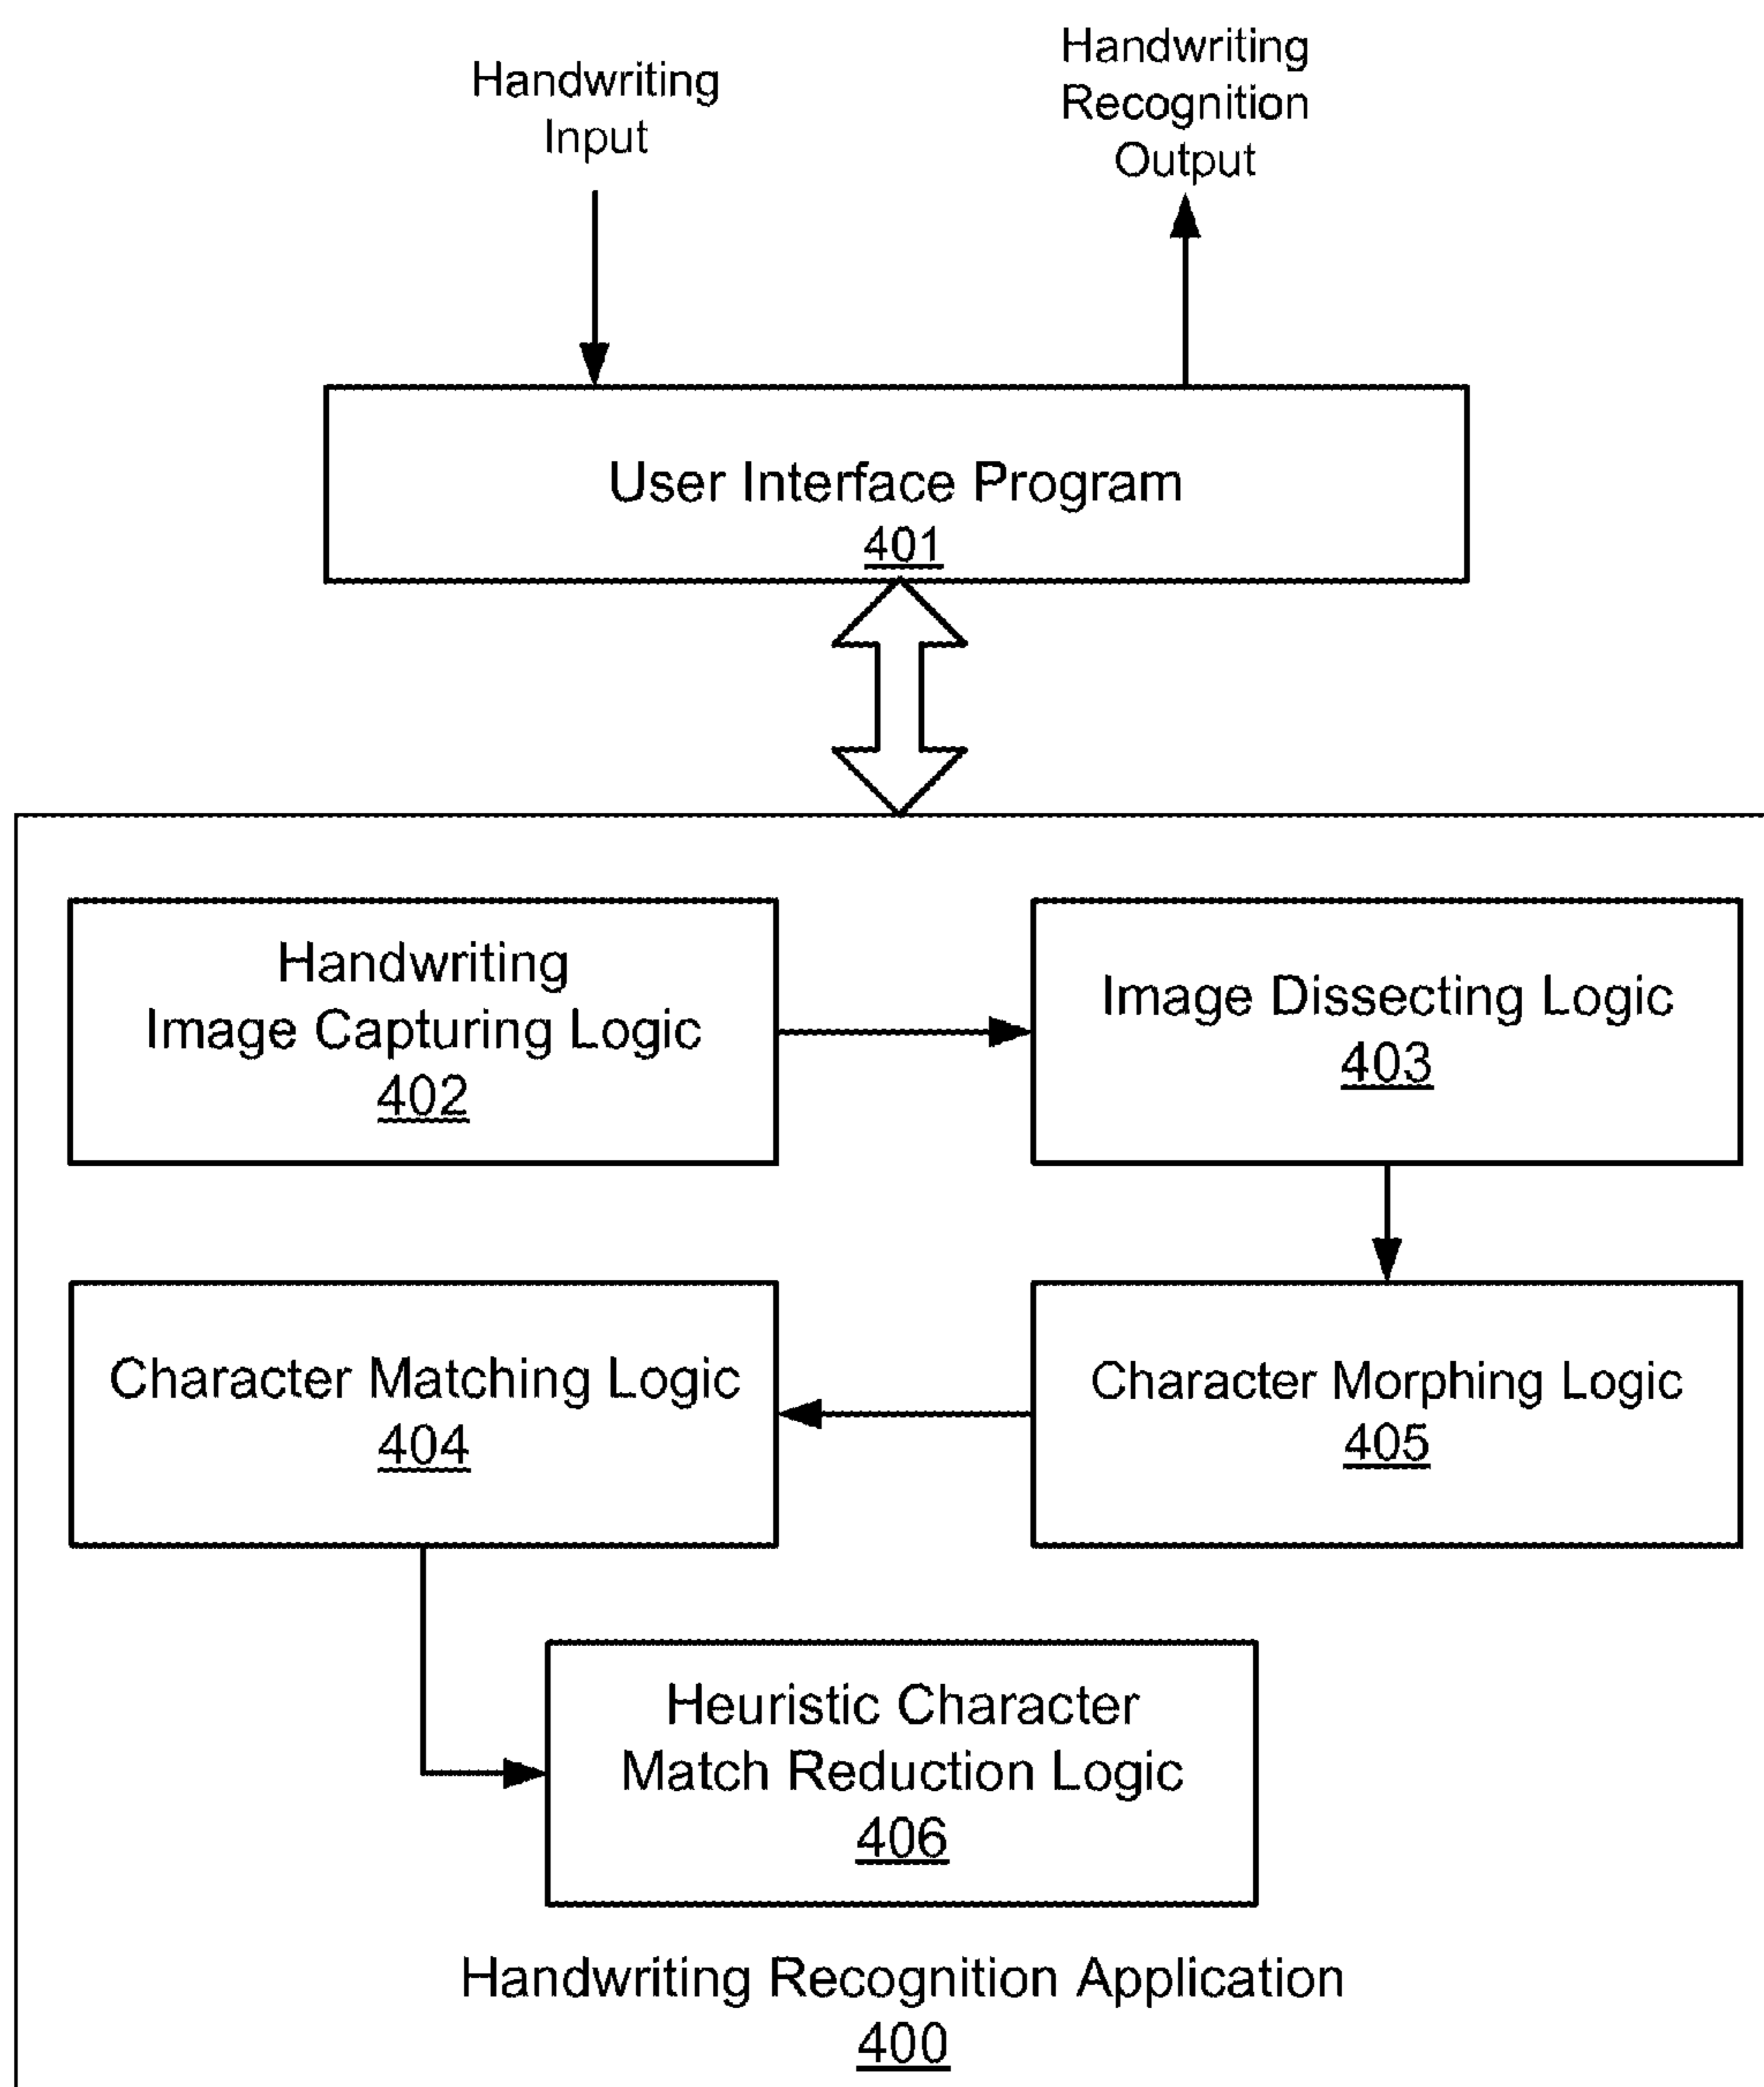 Handwriting
Input
Handwriting
Recognition
Output
User Interface Program
401
Handwriting
Image Capturing Logic
402
Image Dissecting Logic
403
Character Matching Logic
404
Character Morphing Logic
405
Heuristic Character
Match Reduction Logic
406
Handwriting Recognition Application
400